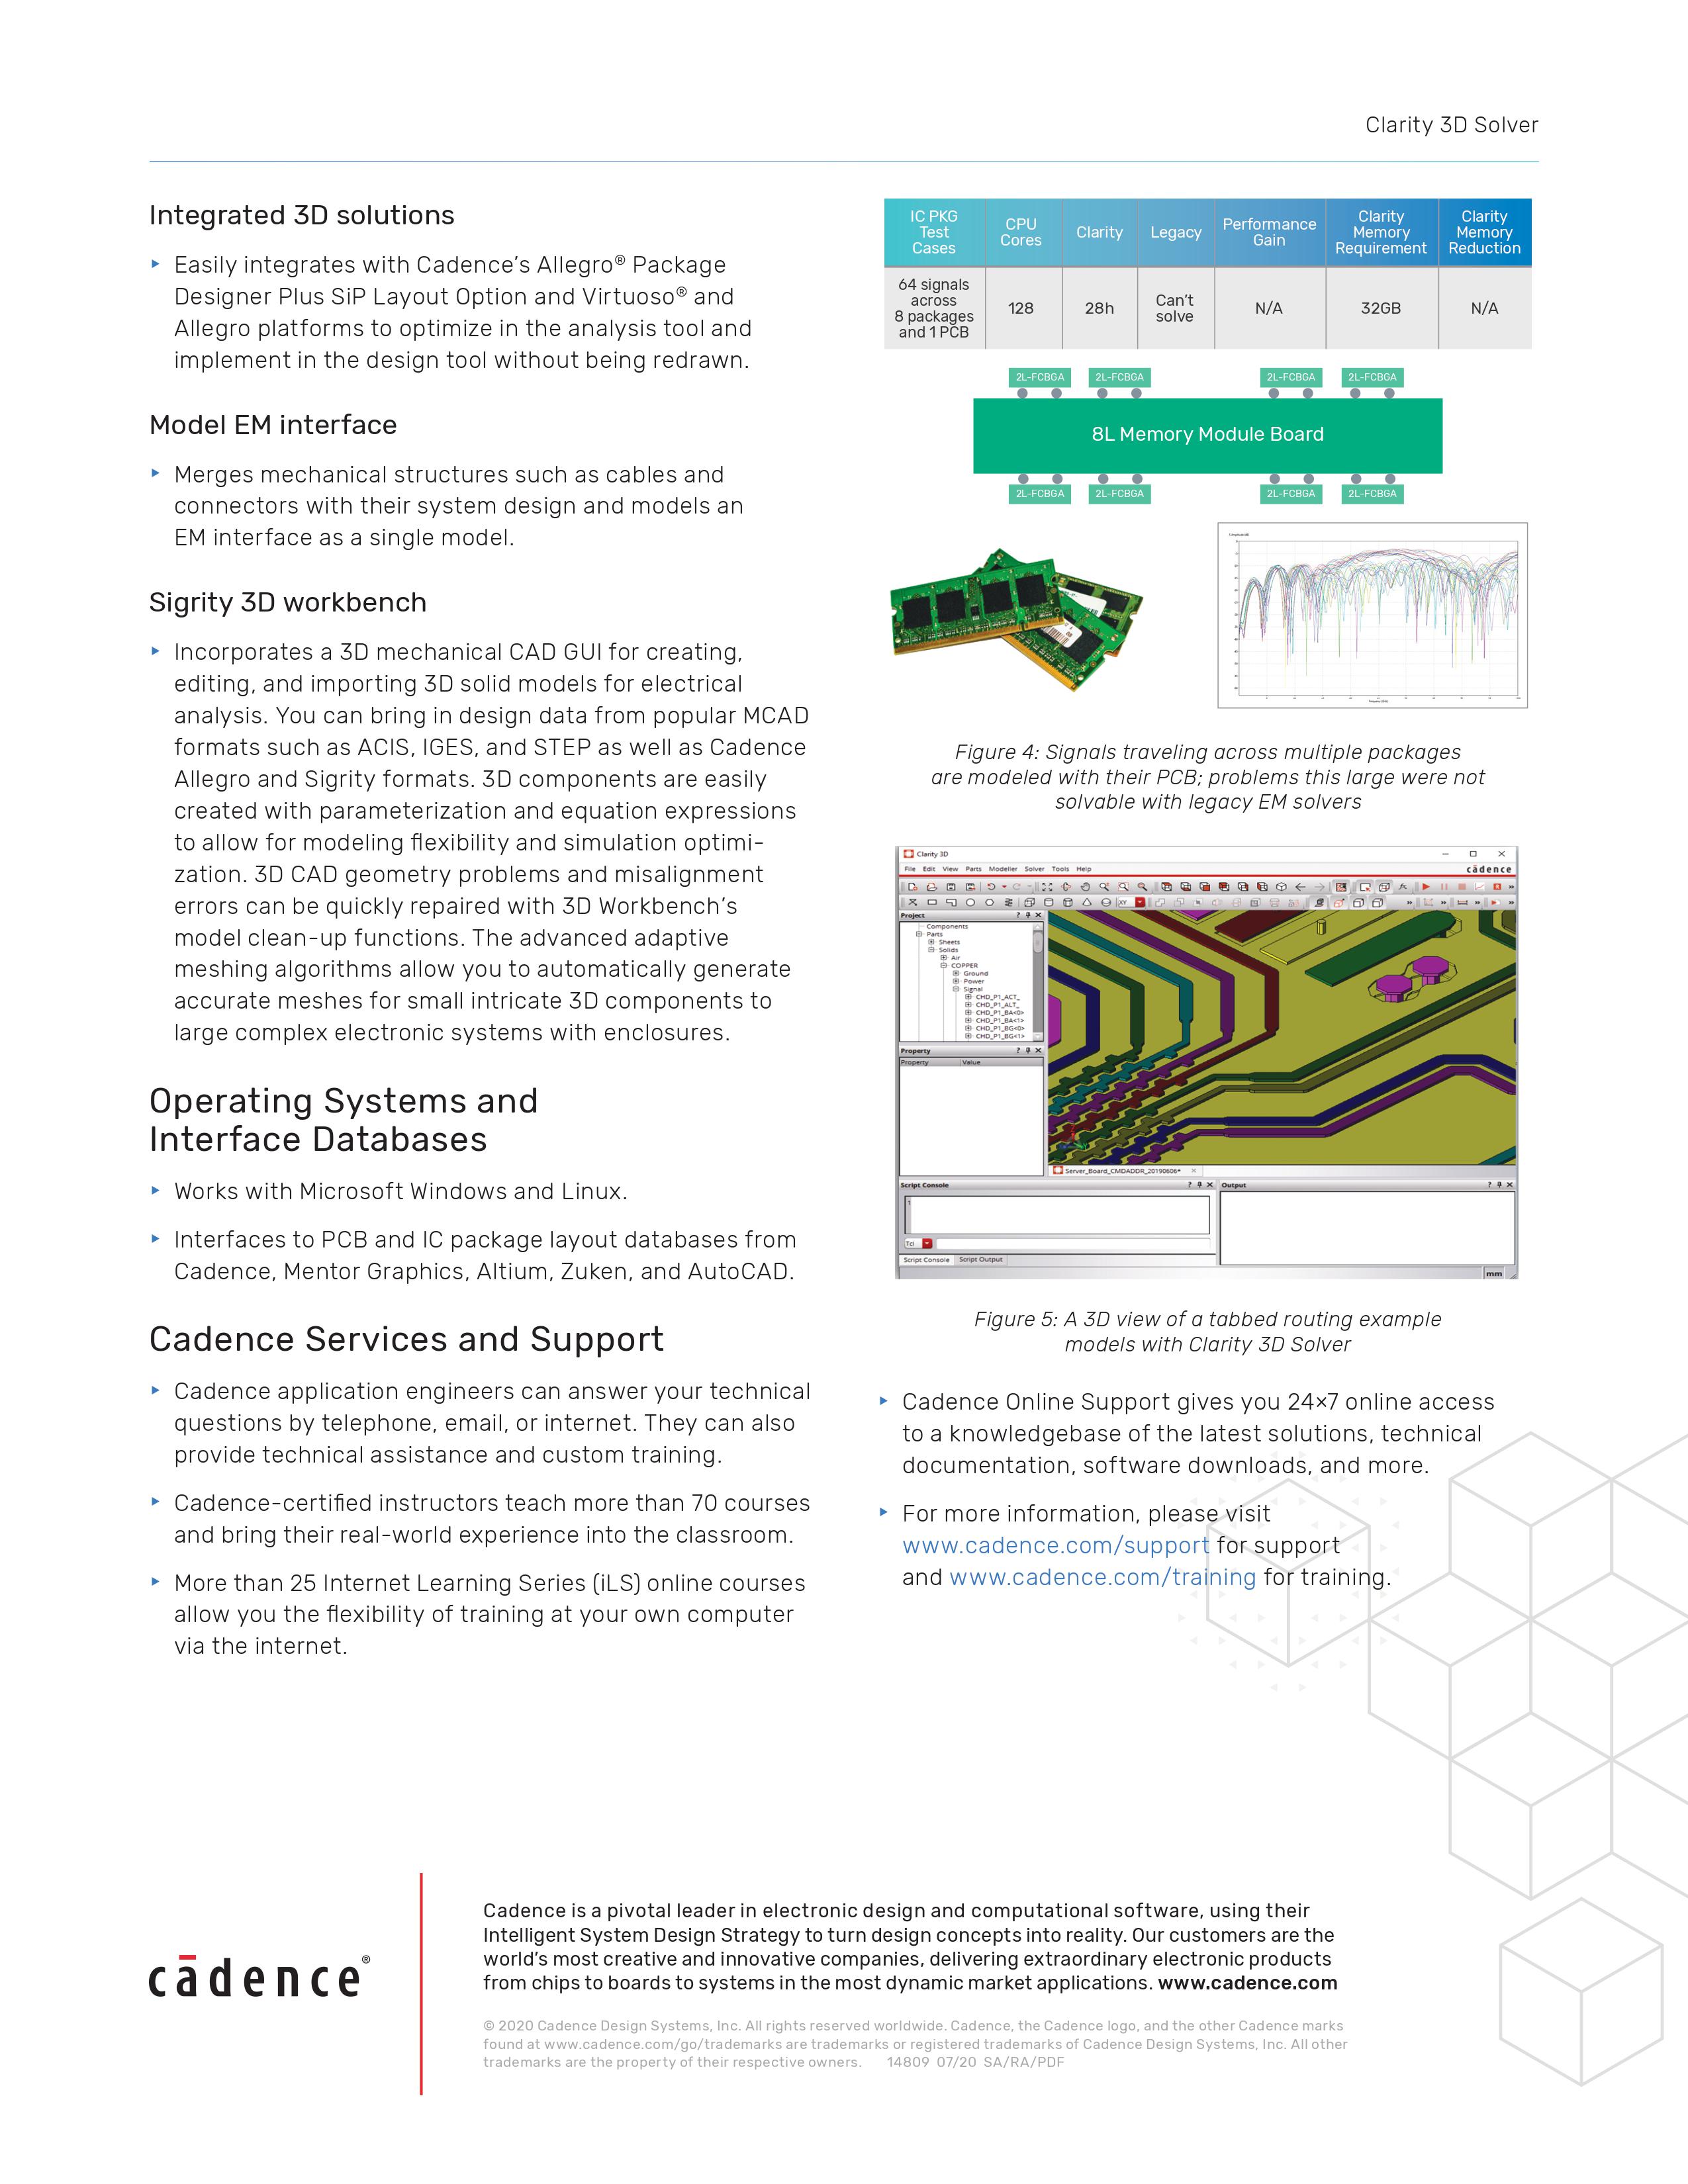 Clarity 3D Solver
Integrated 3D solutions
▸ Easily integrates with Cadence’s Allegro® Package
Designer Plus SiP Layout Option and Virtuoso® and
Allegro platforms to optimize in the analysis tool and
implement in the design tool without being redrawn.
Model EM interface
▸ Merges mechanical structures such as cables and
connectors with their system design and models an
EM interface as a single model.
Sigrity 3D workbench
▸ Incorporates a 3D mechanical CAD GUI for creating,
editing, and importing 3D solid models for electrical
analysis. You can bring in design data from popular MCAD
formats such as ACIS, IGES, and STEP as well as Cadence
Allegro and Sigrity formats. 3D components are easily
created with parameterization and equation expressions
to allow for modeling flexibility and simulation optimi-
zation. 3D CAD geometry problems and misalignment
errors can be quickly repaired with 3D Workbench’s
model clean-up functions. The advanced adaptive
meshing algorithms allow you to automatically generate
accurate meshes for small intricate 3D components to
large complex electronic systems with enclosures.
Operating Systems and
Interface Databases
▸ Works with Microsoft Windows and Linux.
▸ Interfaces to PCB and IC package layout databases from
Cadence, Mentor Graphics, Altium, Zuken, and AutoCAD.
Cadence Services and Support
▸ Cadence application engineers can answer your technical
questions by telephone, email, or internet. They can also
provide technical assistance and custom training.
▸ Cadence-certified instructors teach more than 70 courses
and bring their real-world experience into the classroom.
▸ More than 25 Internet Learning Series (iLS) online courses
allow you the flexibility of training at your own computer
via the internet.
IC PKG Test Cases CPU Cores Clarity Legacy Performance Gain Clarity Memory Requirement Clarity Memory Reduction
64 signals across 8 packages and 1 PCB 128 28h Can’t solve N/A 32GB N/A
2L-FCBGA 2L-FCBGA 2L-FCBGA 2L-FCBGA
8L Memory Module Board
2L-FCBGA 2L-FCBGA 2L-FCBGA 2L-FCBGA
Figure 4: Signals traveling across multiple packages
are modeled with their PCB; problems this large were not
solvable with legacy EM solvers
Clarity 3D
File Edit View Parts Modeller Solver Tools Help
cādence
XY
Project
Components
Parts
Sheets
Solids
Air
COPPER
Ground
Power
Signal
CHD_P1_ACT_
CHD_P1_ALT_
CHD_P1_BA<0>
CHD_P1_BA<1>
CHD_P1_BG<0>
CHD_P1_BG<1>
Property
Property Value
Server_Board_CMDADDR_20190606*
Script Console
Output
1
Tcl
Script Console Script Output
mm
Figure 5: A 3D view of a tabbed routing example
models with Clarity 3D Solver
▸ Cadence Online Support gives you 24×7 online access
to a knowledgebase of the latest solutions, technical
documentation, software downloads, and more.
▸ For more information, please visit
www.cadence.com/support for support
and www.cadence.com/training for training.
cādence®
Cadence is a pivotal leader in electronic design and computational software, using their
Intelligent System Design Strategy to turn design concepts into reality. Our customers are the
world’s most creative and innovative companies, delivering extraordinary electronic products
from chips to boards to systems in the most dynamic market applications. www.cadence.com
© 2020 Cadence Design Systems, Inc. All rights reserved worldwide. Cadence, the Cadence logo, and the other Cadence marks
found at www.cadence.com/go/trademarks are trademarks or registered trademarks of Cadence Design Systems, Inc. All other
trademarks are the property of their respective owners. 14809 07/20 SA/RA/PDF